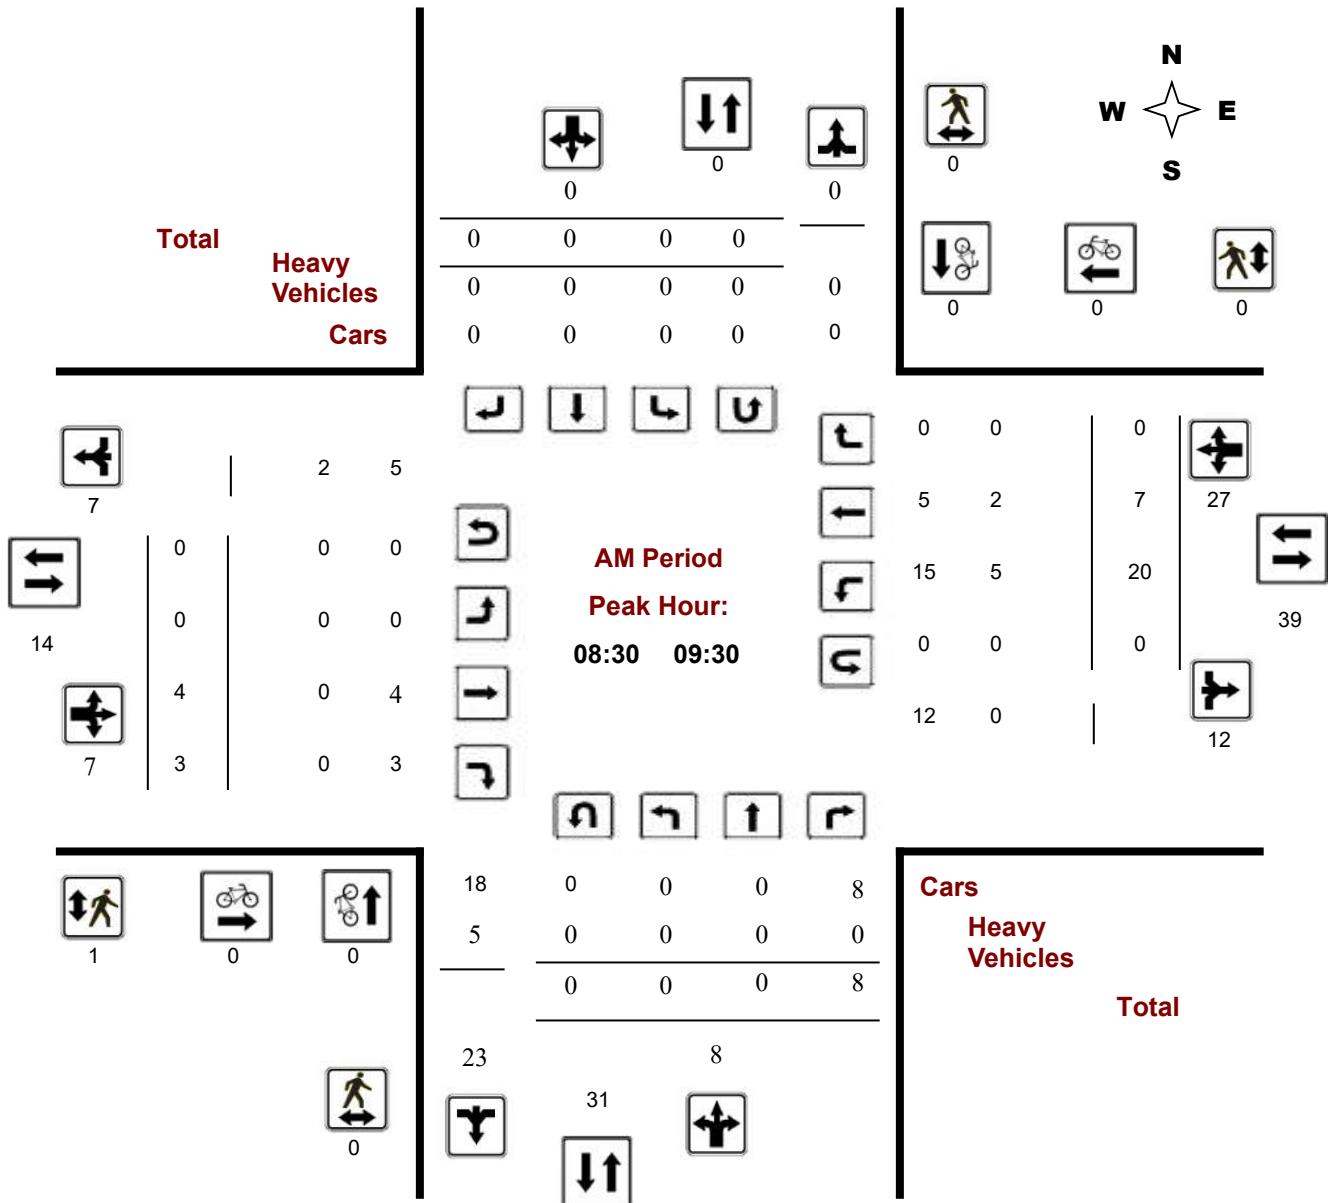 N
W E
S
0
0
0
0 0
Total
0 0 0 0
Heavy
Vehicles
0 0 0 0 0
0 0 0
Cars
0 0 0 0 0
0 0 0
2 5
7
5 2 7 27
0 0 0
AM Period
15 5 20
0 0 0
Peak Hour:
39
14
08:30 09:30
0 0 0
4 0 4
12 0
12
7 3 0 3
18 0 0 0 8
Cars
5 0 0 0 0
Heavy
Vehicles
1 0 0
0 0 0 8
Total
23 8
31
0